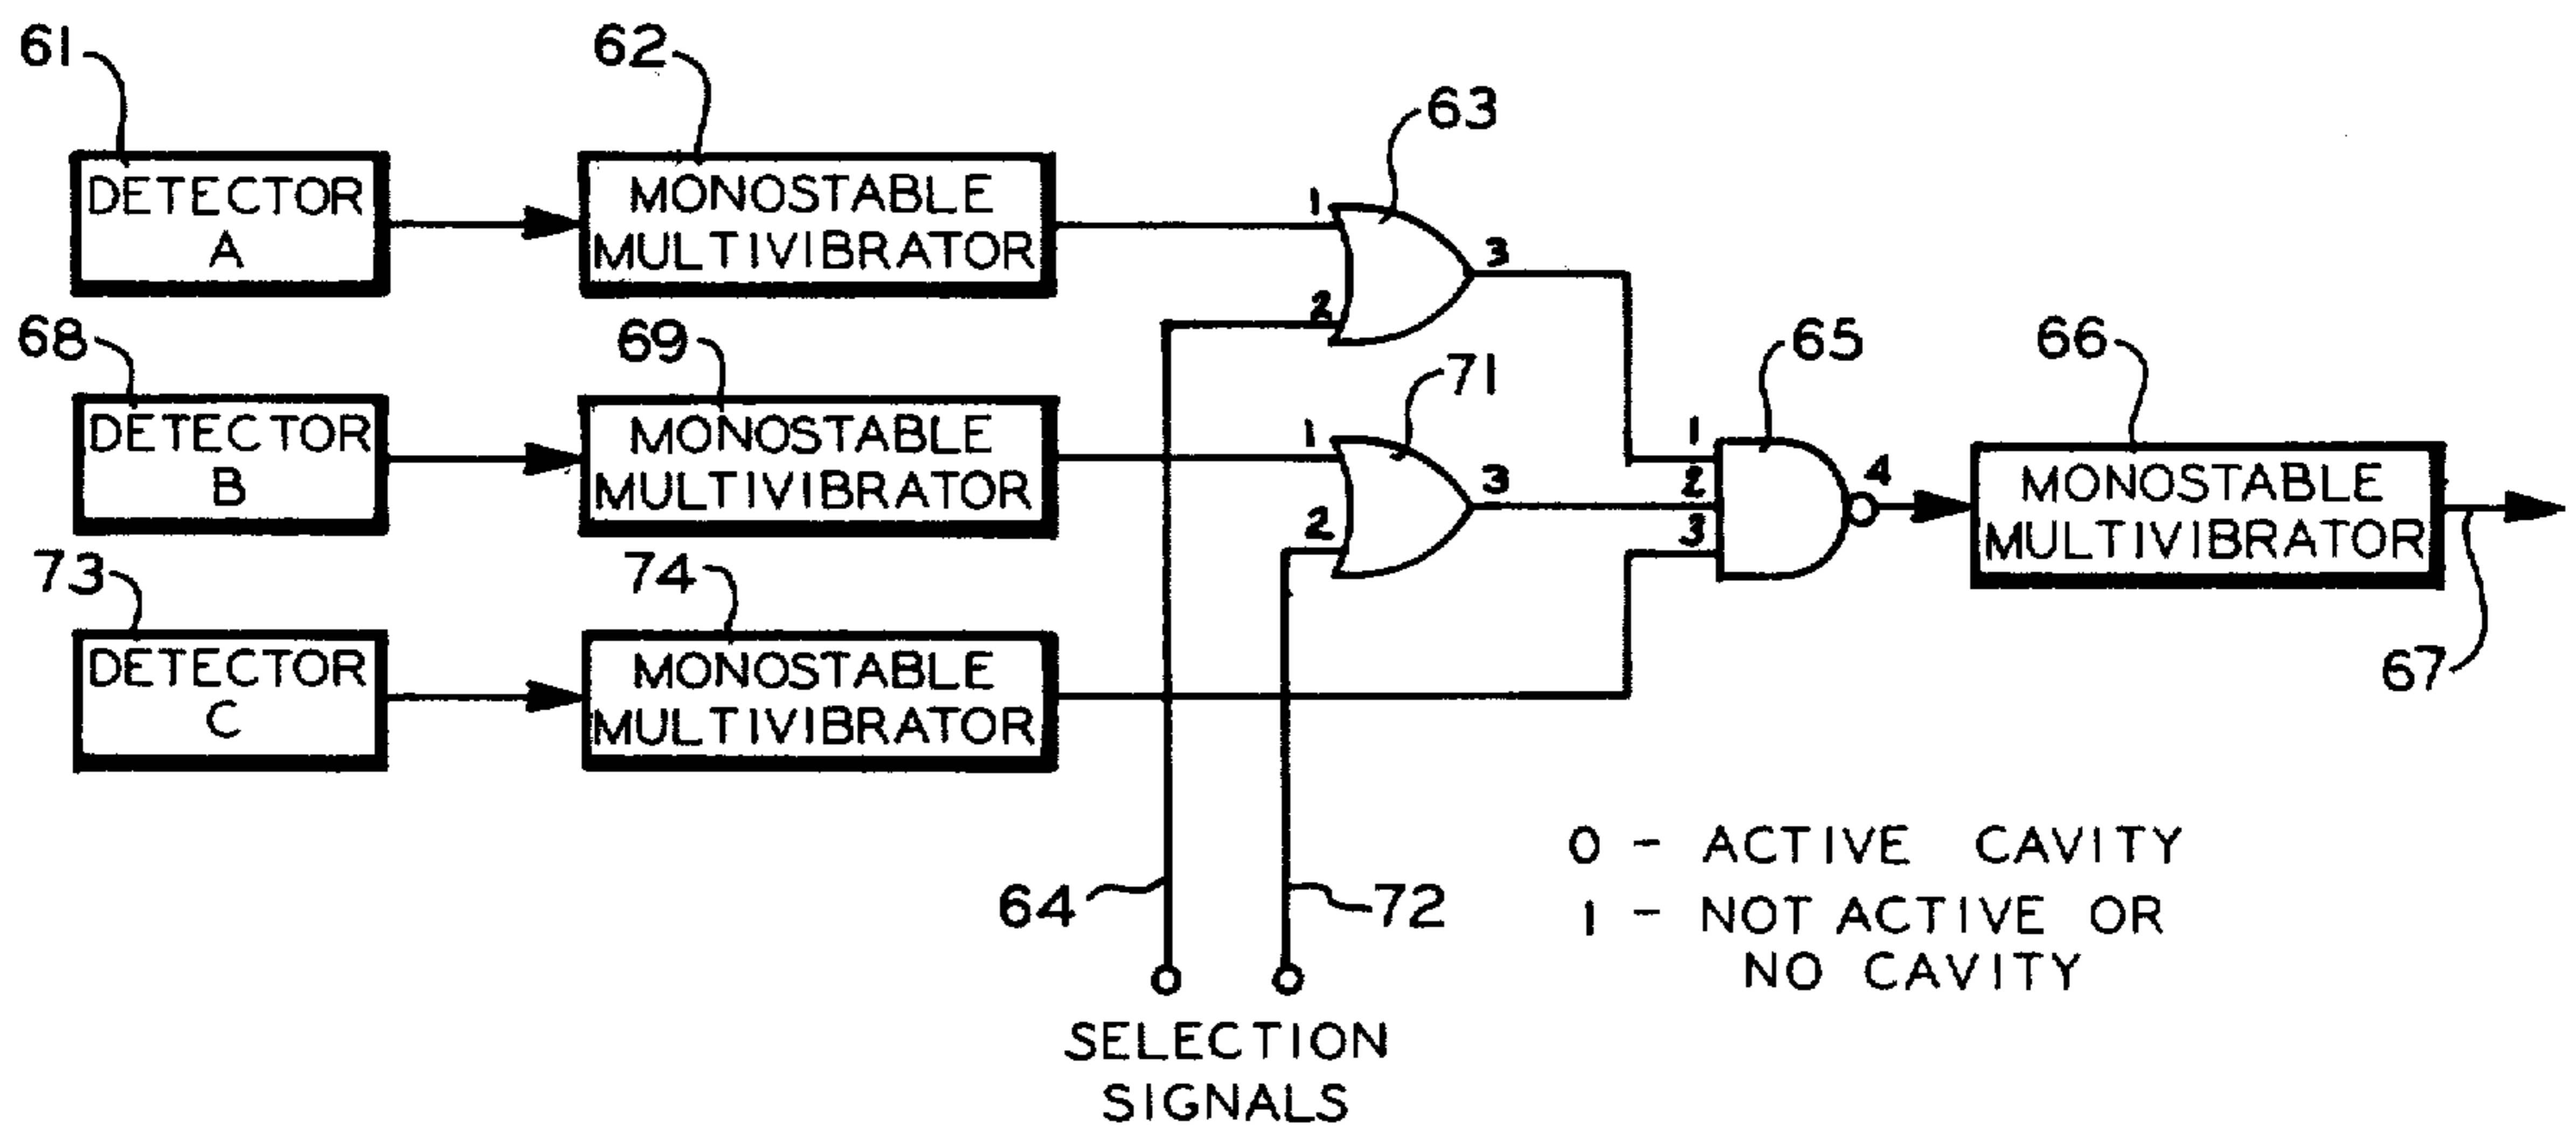 61
62
63
DETECTOR
A
MONOSTABLE
MULTIVIBRATOR
1
2
3
68
69
71
65
66
DETECTOR
B
MONOSTABLE
MULTIVIBRATOR
1
2
3
1
2
3
4
MONOSTABLE
MULTIVIBRATOR
67
73
74
DETECTOR
C
MONOSTABLE
MULTIVIBRATOR
64
72
SELECTION
SIGNALS
0 - ACTIVE CAVITY
1 - NOT ACTIVE OR
NO CAVITY